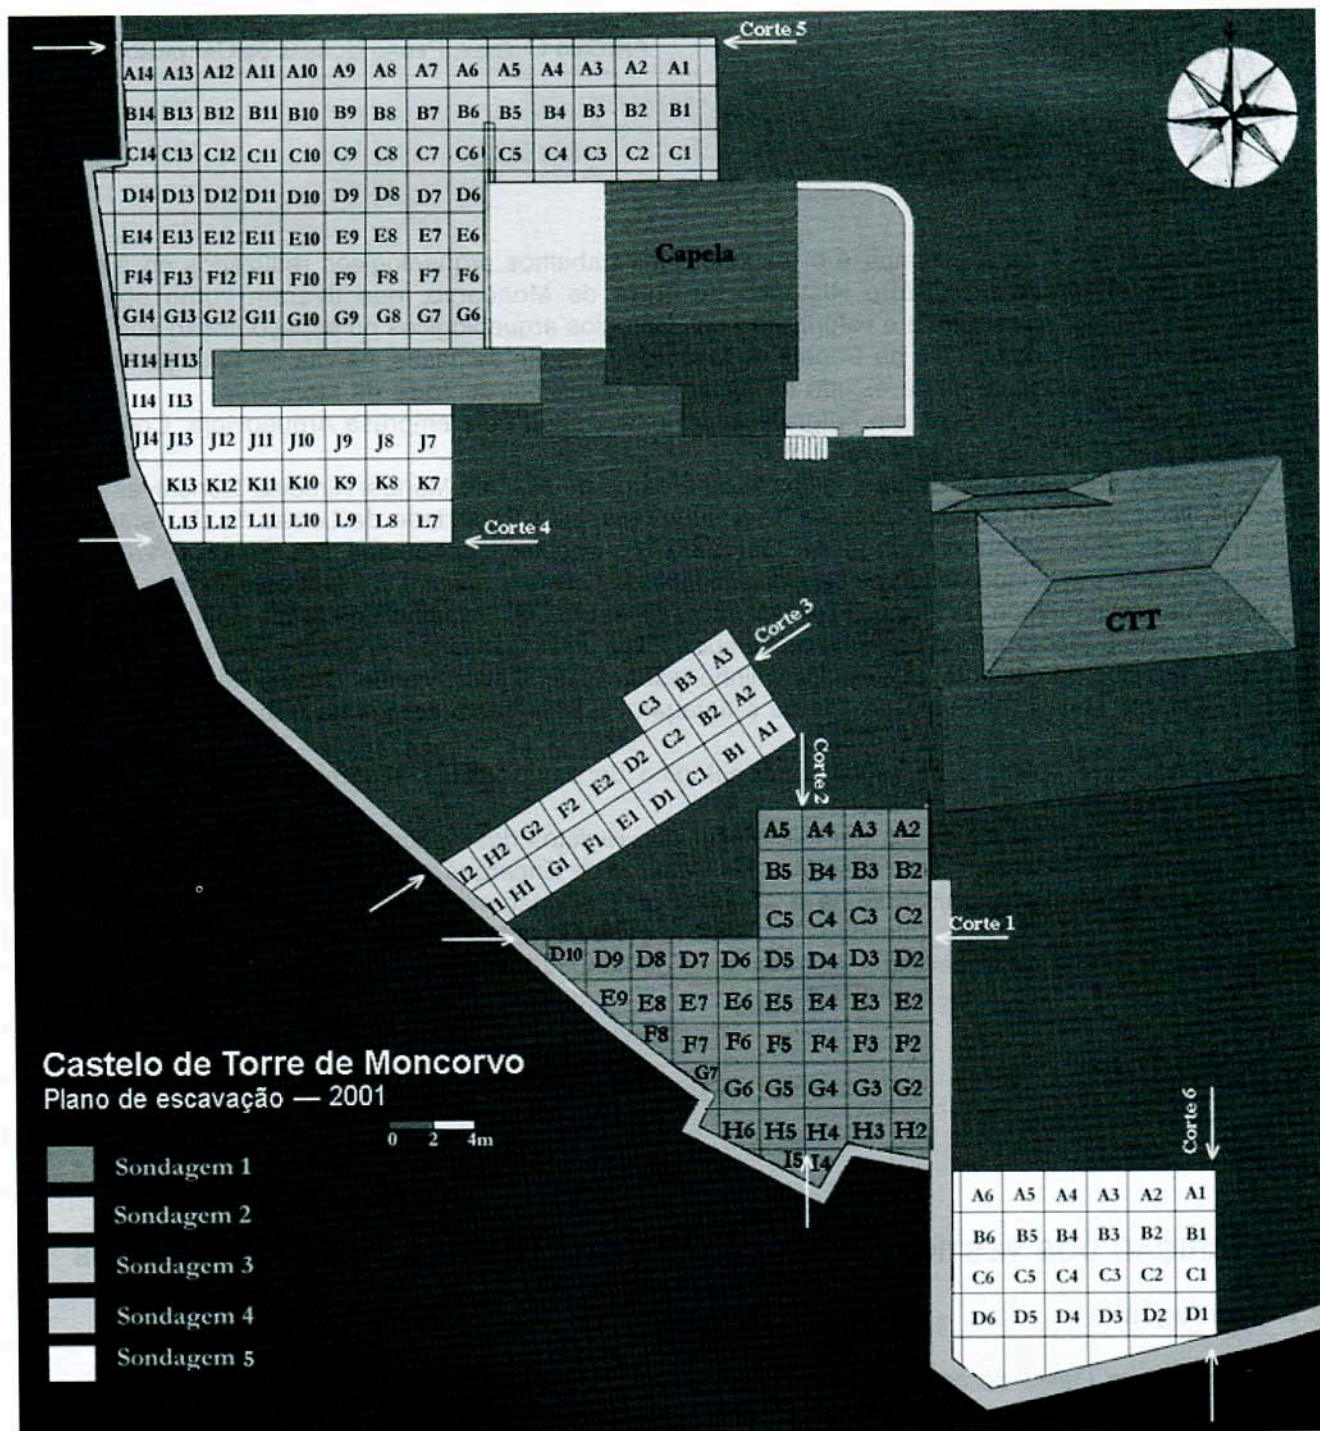 Corte 5
A14 A13 A12 A11 A10 A9 A8 A7 A6 A5 A4 A3 A2 A1
B14 B13 B12 B11 B10 B9 B8 B7 B6 B5 B4 B3 B2 B1
C14 C13 C12 C11 C10 C9 C8 C7 C6 C5 C4 C3 C2 C1
D14 D13 D12 D11 D10 D9 D8 D7 D6
E14 E13 E12 E11 E10 E9 E8 E7 E6
F14 F13 F12 F11 F10 F9 F8 F7 F6
G14 G13 G12 G11 G10 G9 G8 G7 G6
H14 H13
I14 I13
J14 J13 J12 J11 J10 J9 J8 J7
K13 K12 K11 K10 K9 K8 K7
L13 L12 L11 L10 L9 L8 L7
Capela
Corte 4
CTT
Corte 3
C3 B3 A3
I2 H2 G2 F2 E2 D2 C2 B2 A2
I1 H1 G1 F1 E1 D1 C1 B1 A1
Corte 2
A5 A4 A3 A2
B5 B4 B3 B2
C5 C4 C3 C2
Corte 1
D10 D9 D8 D7 D6 D5 D4 D3 D2
E9 E8 E7 E6 E5 E4 E3 E2
F8 F7 F6 F5 F4 F3 F2
G7 G6 G5 G4 G3 G2
H6 H5 H4 H3 H2
I5 I4
Corte 6
A6 A5 A4 A3 A2 A1
B6 B5 B4 B3 B2 B1
C6 C5 C4 C3 C2 C1
D6 D5 D4 D3 D2 D1
Castelo de Torre de Moncorvo
Plano de escavação — 2001
0 2 4m
Sondagem 1
Sondagem 2
Sondagem 3
Sondagem 4
Sondagem 5